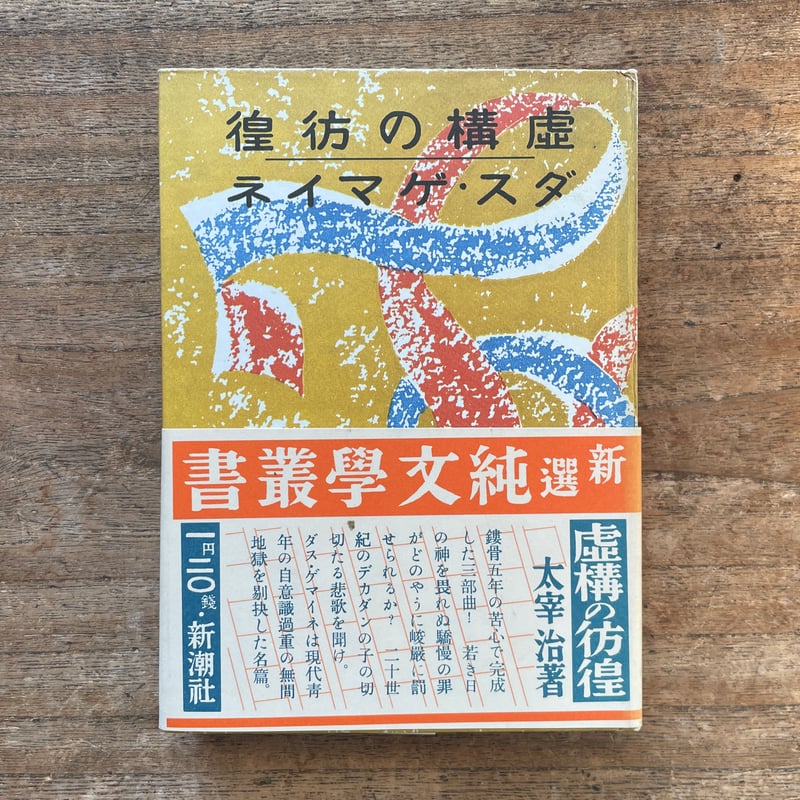 虚構の彷徨
ダス・ゲマイネ
新選純文學叢書
虚構の彷徨
太宰治著
鏤骨五年の苦心で完成
した三部曲！　若き日
の神を畏れぬ驕慢の罪
がどのやうに峻嚴に罰
せられるか？　二十世
紀のデカダンの子の切
切たる悲歌を聞け。
ダスゲマイネは現代靑
年の自意識過重の無間
地獄を剔抉した名篇。
一円二〇錢・新潮社